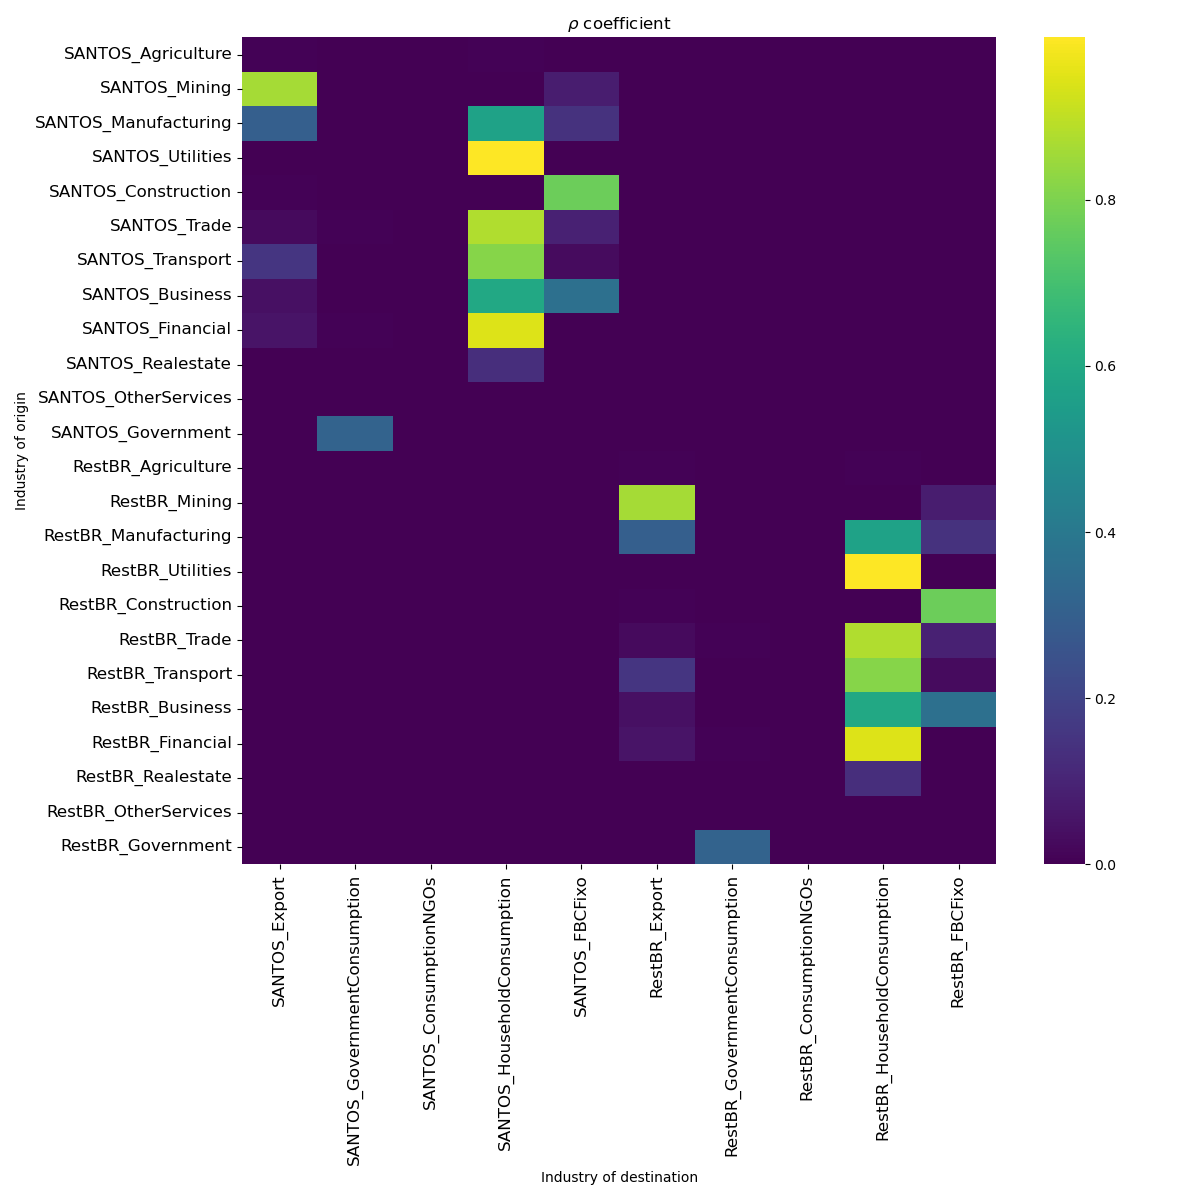 ρ coefficient
SANTOS_Agriculture
SANTOS_Mining
SANTOS_Manufacturing
SANTOS_Utilities
SANTOS_Construction
SANTOS_Trade
SANTOS_Transport
SANTOS_Business
SANTOS_Financial
SANTOS_Realestate
SANTOS_OtherServices
SANTOS_Government
RestBR_Agriculture
RestBR_Mining
RestBR_Manufacturing
RestBR_Utilities
RestBR_Construction
RestBR_Trade
RestBR_Transport
RestBR_Business
RestBR_Financial
RestBR_Realestate
RestBR_OtherServices
RestBR_Government
Industry of origin
SANTOS_Export
SANTOS_GovernmentConsumption
SANTOS_ConsumptionNGOs
SANTOS_HouseholdConsumption
SANTOS_FBCFixo
RestBR_Export
RestBR_GovernmentConsumption
RestBR_ConsumptionNGOs
RestBR_HouseholdConsumption
RestBR_FBCFixo
Industry of destination
0.8
0.6
0.4
0.2
0.0